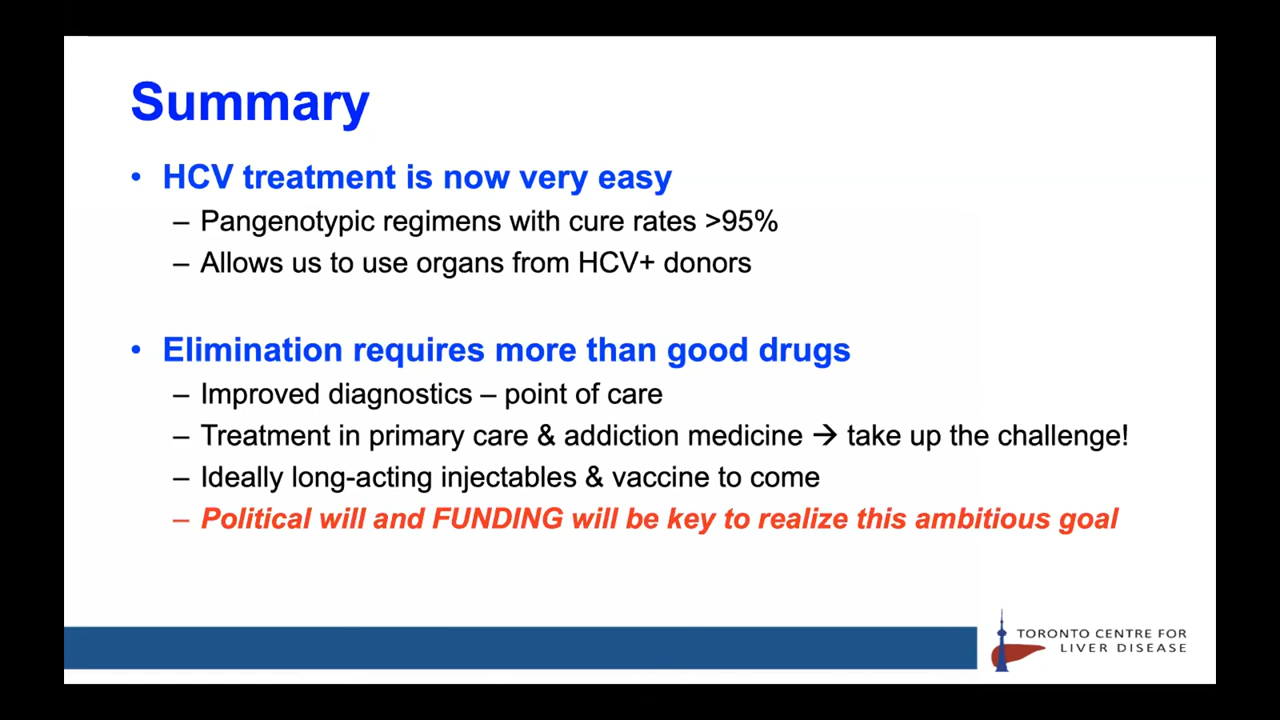 Summary
• HCV treatment is now very easy
– Pangenotypic regimens with cure rates >95%
– Allows us to use organs from HCV+ donors
• Elimination requires more than good drugs
– Improved diagnostics – point of care
– Treatment in primary care & addiction medicine → take up the challenge!
– Ideally long-acting injectables & vaccine to come
– Political will and FUNDING will be key to realize this ambitious goal
TORONTO CENTRE FOR
LIVER DISEASE